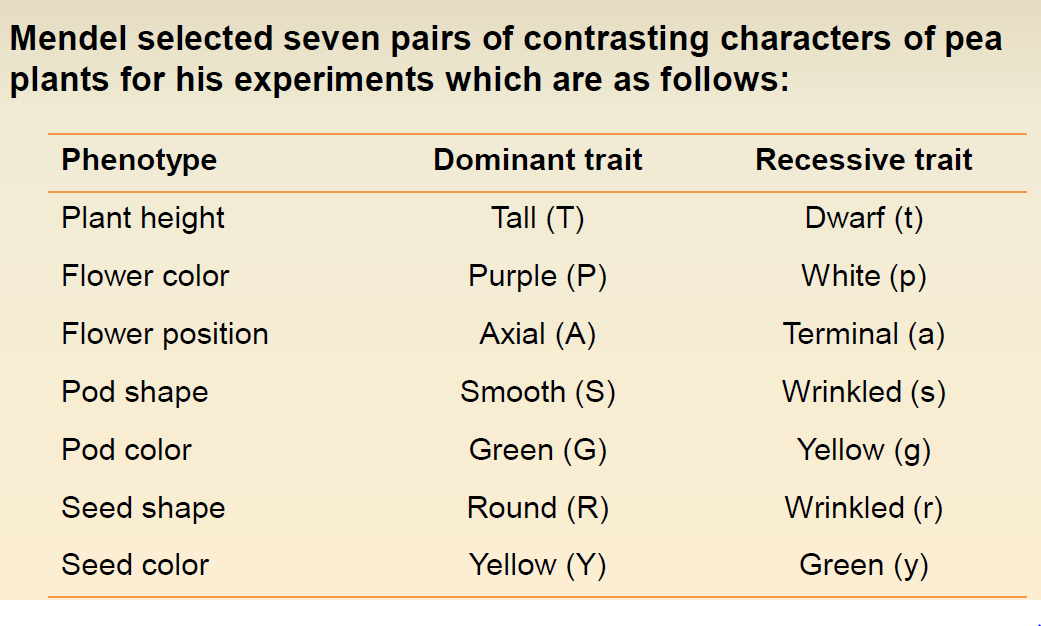 Mendel selected seven pairs of contrasting characters of pea
plants for his experiments which are as follows:
Phenotype Dominant trait Recessive trait
Plant height Tall (T) Dwarf (t)
Flower color Purple (P) White (p)
Flower position Axial (A) Terminal (a)
Pod shape Smooth (S) Wrinkled (s)
Pod color Green (G) Yellow (g)
Seed shape Round (R) Wrinkled (r)
Seed color Yellow (Y) Green (y)